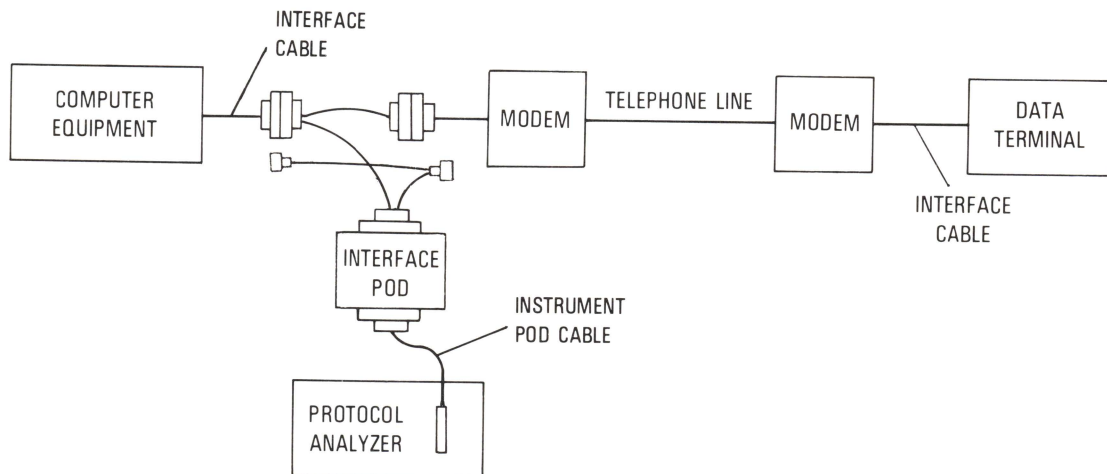 INTERFACE
CABLE
COMPUTER
EQUIPMENT
MODEM
TELEPHONE LINE
MODEM
DATA
TERMINAL
INTERFACE
CABLE
INTERFACE
POD
INSTRUMENT
POD CABLE
PROTOCOL
ANALYZER